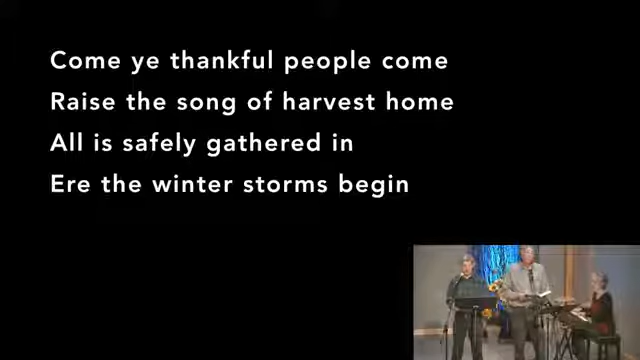 Come ye thankful people come
Raise the song of harvest home
All is safely gathered in
Ere the winter storms begin